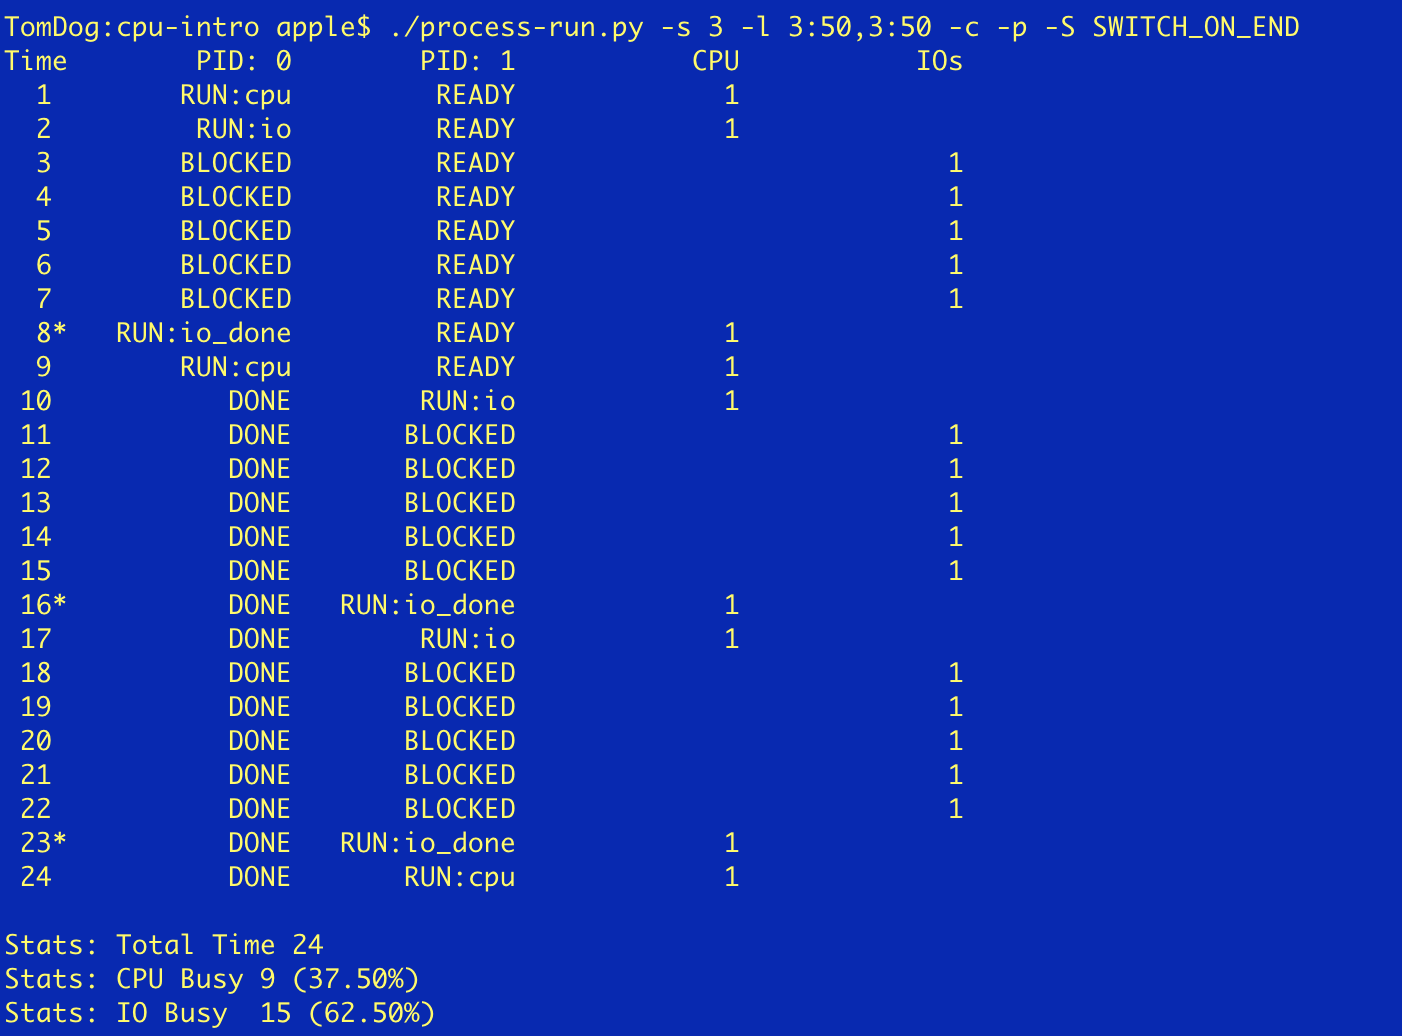 TomDog:cpu-intro apple$ ./process-run.py -s 3 -l 3:50,3:50 -c -p -S SWITCH_ON_END
Time        PID: 0        PID: 1           CPU           IOs
  1        RUN:cpu         READY             1
  2         RUN:io         READY             1
  3        BLOCKED         READY                           1
  4        BLOCKED         READY                           1
  5        BLOCKED         READY                           1
  6        BLOCKED         READY                           1
  7        BLOCKED         READY                           1
  8*   RUN:io_done         READY             1
  9        RUN:cpu         READY             1
 10           DONE        RUN:io             1
 11           DONE       BLOCKED                           1
 12           DONE       BLOCKED                           1
 13           DONE       BLOCKED                           1
 14           DONE       BLOCKED                           1
 15           DONE       BLOCKED                           1
 16*          DONE   RUN:io_done             1
 17           DONE        RUN:io             1
 18           DONE       BLOCKED                           1
 19           DONE       BLOCKED                           1
 20           DONE       BLOCKED                           1
 21           DONE       BLOCKED                           1
 22           DONE       BLOCKED                           1
 23*          DONE   RUN:io_done             1
 24           DONE       RUN:cpu             1

Stats: Total Time 24
Stats: CPU Busy 9 (37.50%)
Stats: IO Busy  15 (62.50%)